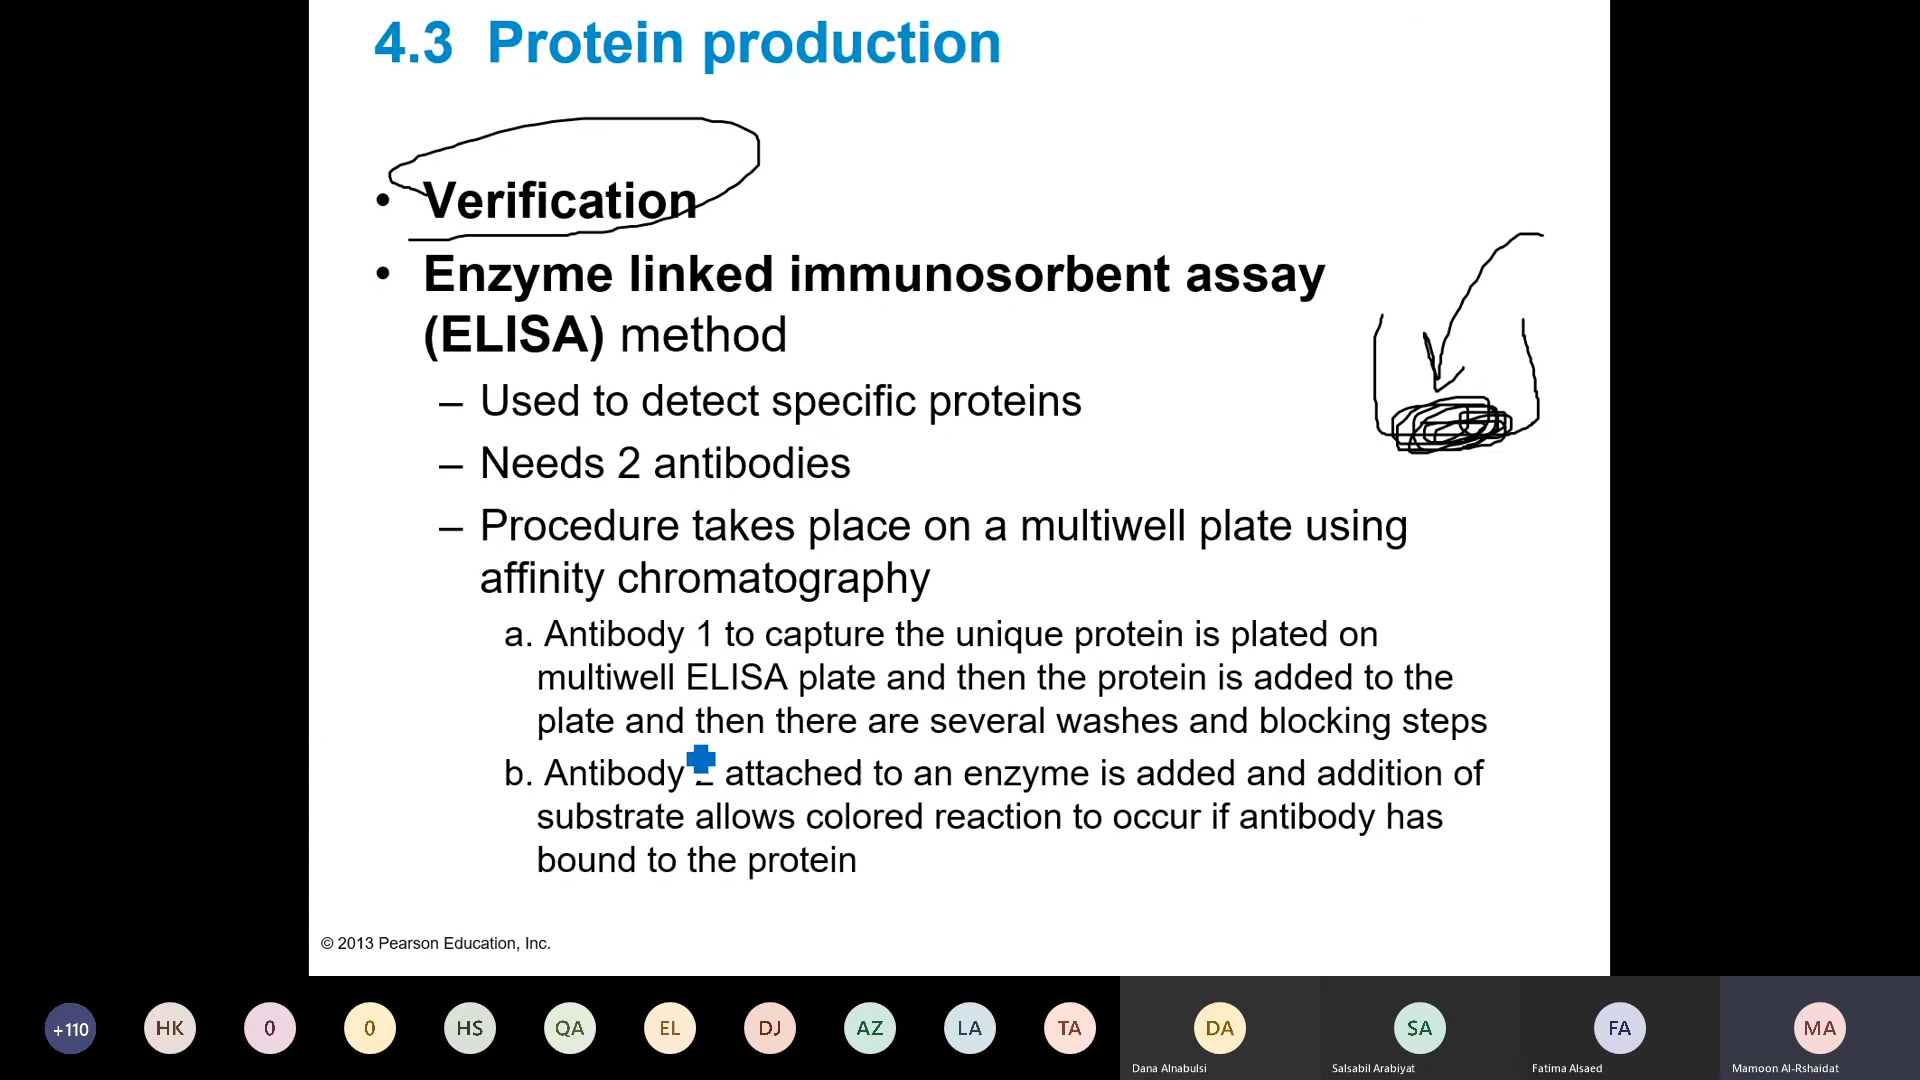 4.3 Protein production
• Verification
• Enzyme linked immunosorbent assay
(ELISA) method
– Used to detect specific proteins
– Needs 2 antibodies
– Procedure takes place on a multiwell plate using
affinity chromatography
a. Antibody 1 to capture the unique protein is plated on
multiwell ELISA plate and then the protein is added to the
plate and then there are several washes and blocking steps
b. Antibody attached to an enzyme is added and addition of
substrate allows colored reaction to occur if antibody has
bound to the protein
© 2013 Pearson Education, Inc.
+110 HK 0 0 HS QA EL DJ AZ LA TA DA SA FA MA
Dana Alnabulsi Salsabil Arabiyat Fatima Alsaed Mamoon Al-Rshaidat